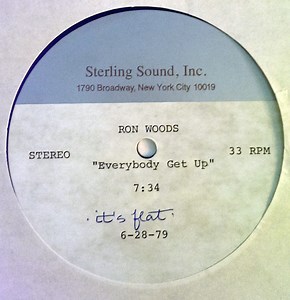 Sterling Sound, Inc.
1790 Broadway, New York City 10019
RON WOODS
STEREO 33 RPM
"Everybody Get Up"
7:34
·it's flat·
6-28-79